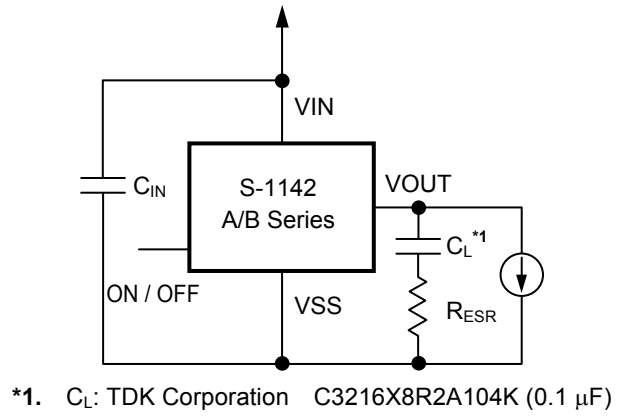 VIN
C_IN
S-1142
A/B Series
VOUT
C_L*1
ON / OFF
VSS
R_ESR
*1. C_L: TDK Corporation C3216X8R2A104K (0.1 μF)